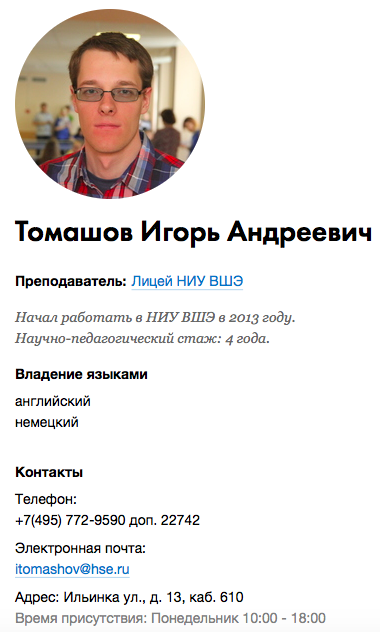 Томашов Игорь Андреевич
Преподаватель: Лицей НИУ ВШЭ
Начал работать в НИУ ВШЭ в 2013 году.
Научно-педагогический стаж: 4 года.
Владение языками
английский
немецкий
Контакты
Телефон:
+7(495) 772-9590 доп. 22742
Электронная почта:
itomashov@hse.ru
Адрес: Ильинка ул., д. 13, каб. 610
Время присутствия: Понедельник 10:00 - 18:00